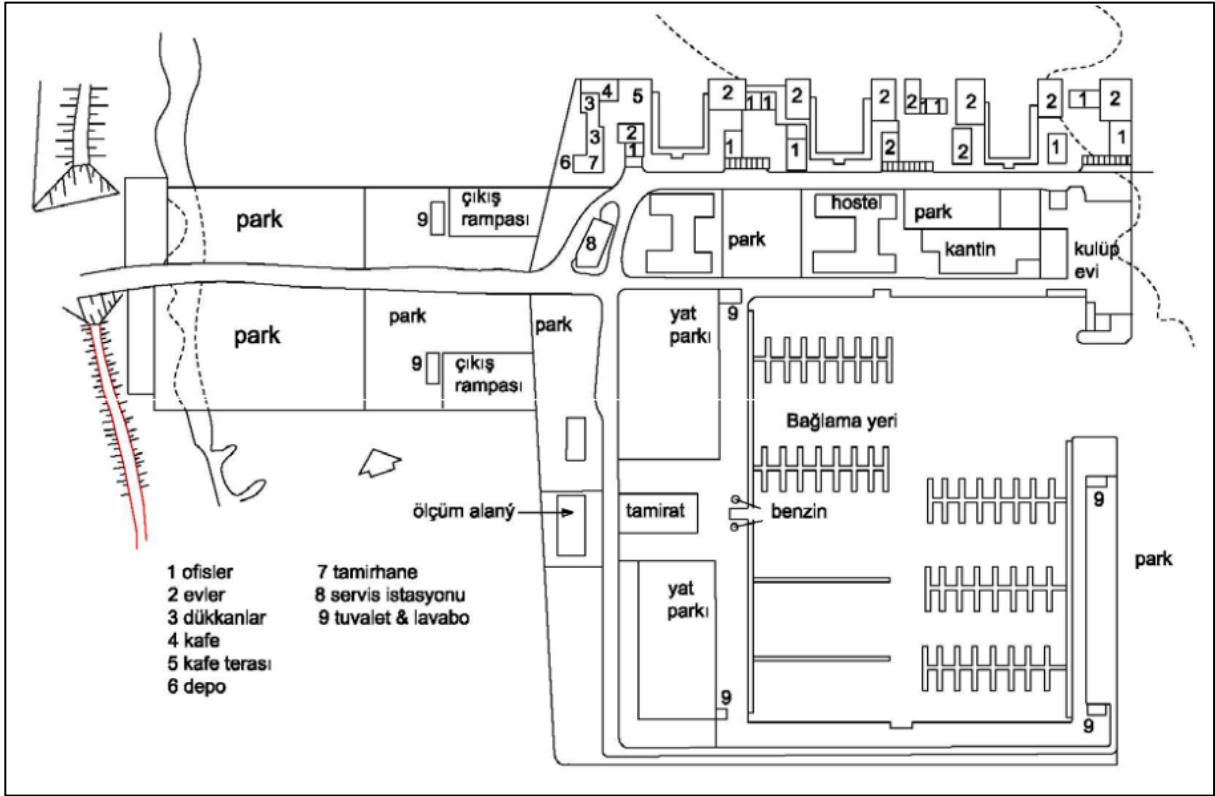 4
5
2
1 1
2
2
2
1 1
2
2
1
2
3
3
2
1
1
1
2
2
1
1
6
7
park
9
çıkış
rampası
8
park
hostel
park
kantin
kulüp
evi
park
park
park
9
çıkış
rampası
yat
parkı
9
Bağlama yeri
ölçüm alaný
tamirat
benzin
9
park
yat
parkı
9
9
1 ofisler
2 evler
3 dükkanlar
4 kafe
5 kafe terası
6 depo
7 tamirhane
8 servis istasyonu
9 tuvalet & lavabo